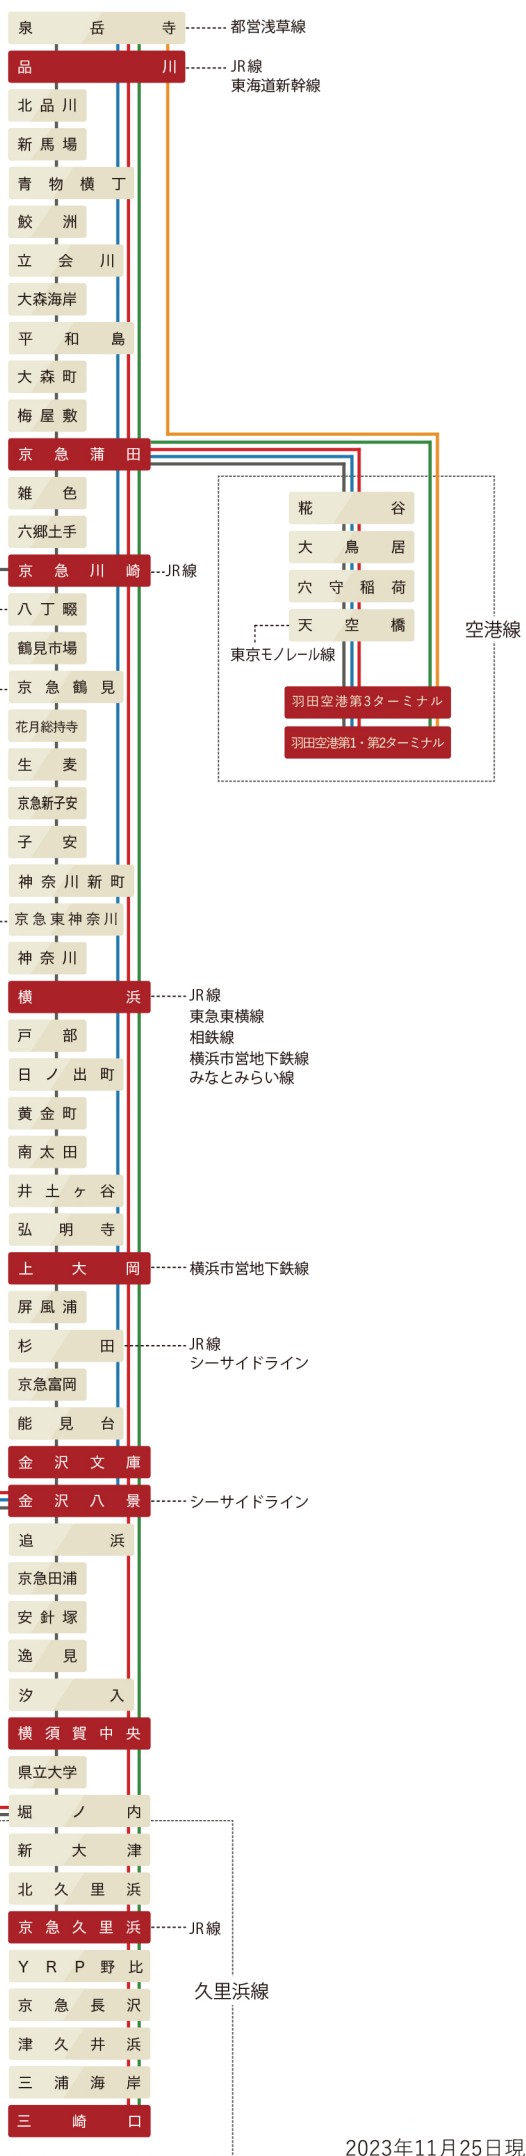 泉岳寺
都営浅草線
品川
JR線
東海道新幹線
北品川
新馬場
青物横丁
鮫洲
立会川
大森海岸
平和島
大森町
梅屋敷
京急蒲田
雑色
六郷土手
京急川崎
JR線
糀谷
大鳥居
穴守稲荷
天空橋
東京モノレール線
空港線
羽田空港第3ターミナル
羽田空港第1・第2ターミナル
八丁畷
鶴見市場
京急鶴見
花月総持寺
生麦
京急新子安
子安
神奈川新町
京急東神奈川
神奈川
横浜
JR線
東急東横線
相鉄線
横浜市営地下鉄線
みなとみらい線
戸部
日ノ出町
黄金町
南太田
井土ヶ谷
弘明寺
上大岡
横浜市営地下鉄線
屏風浦
杉田
JR線
シーサイドライン
京急富岡
能見台
金沢文庫
金沢八景
シーサイドライン
追浜
京急田浦
安針塚
逸見
汐入
横須賀中央
県立大学
堀ノ内
新大津
北久里浜
京急久里浜
JR線
YRP野比
久里浜線
京急長沢
津久井浜
三浦海岸
三崎口
2023年11月25日現